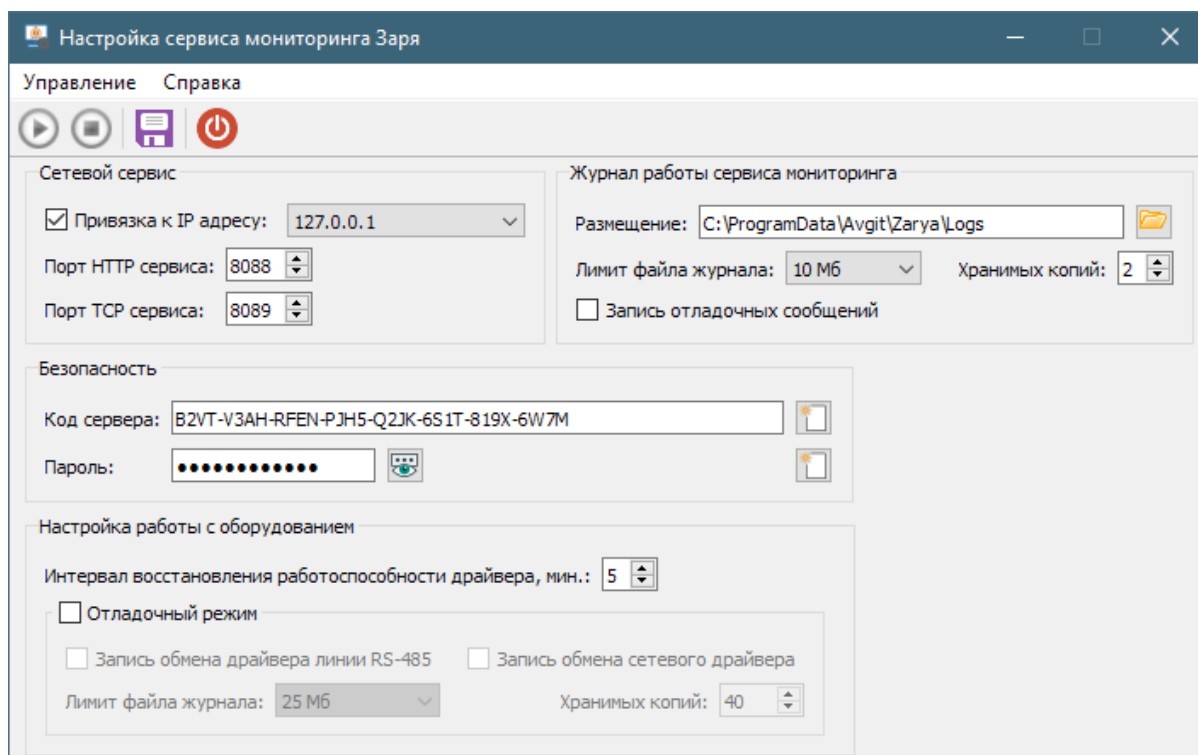 Настройка сервиса мониторинга Заря
Управление Справка
Сетевой сервис
Привязка к IP адресу: 127.0.0.1
Порт HTTP сервиса: 8088
Порт TCP сервиса: 8089
Журнал работы сервиса мониторинга
Размещение: C:\ProgramData\Avgit\Zarya\Logs
Лимит файла журнала: 10 Мб Хранимых копий: 2
Запись отладочных сообщений
Безопасность
Код сервера: B2VT-V3AH-RFEN-PJH5-Q2JK-6S1T-819X-6W7M
Пароль: ●●●●●●●●●●●●
Настройка работы с оборудованием
Интервал восстановления работоспособности драйвера, мин.: 5
Отладочный режим
Запись обмена драйвера линии RS-485 Запись обмена сетевого драйвера
Лимит файла журнала: 25 Мб Хранимых копий: 40